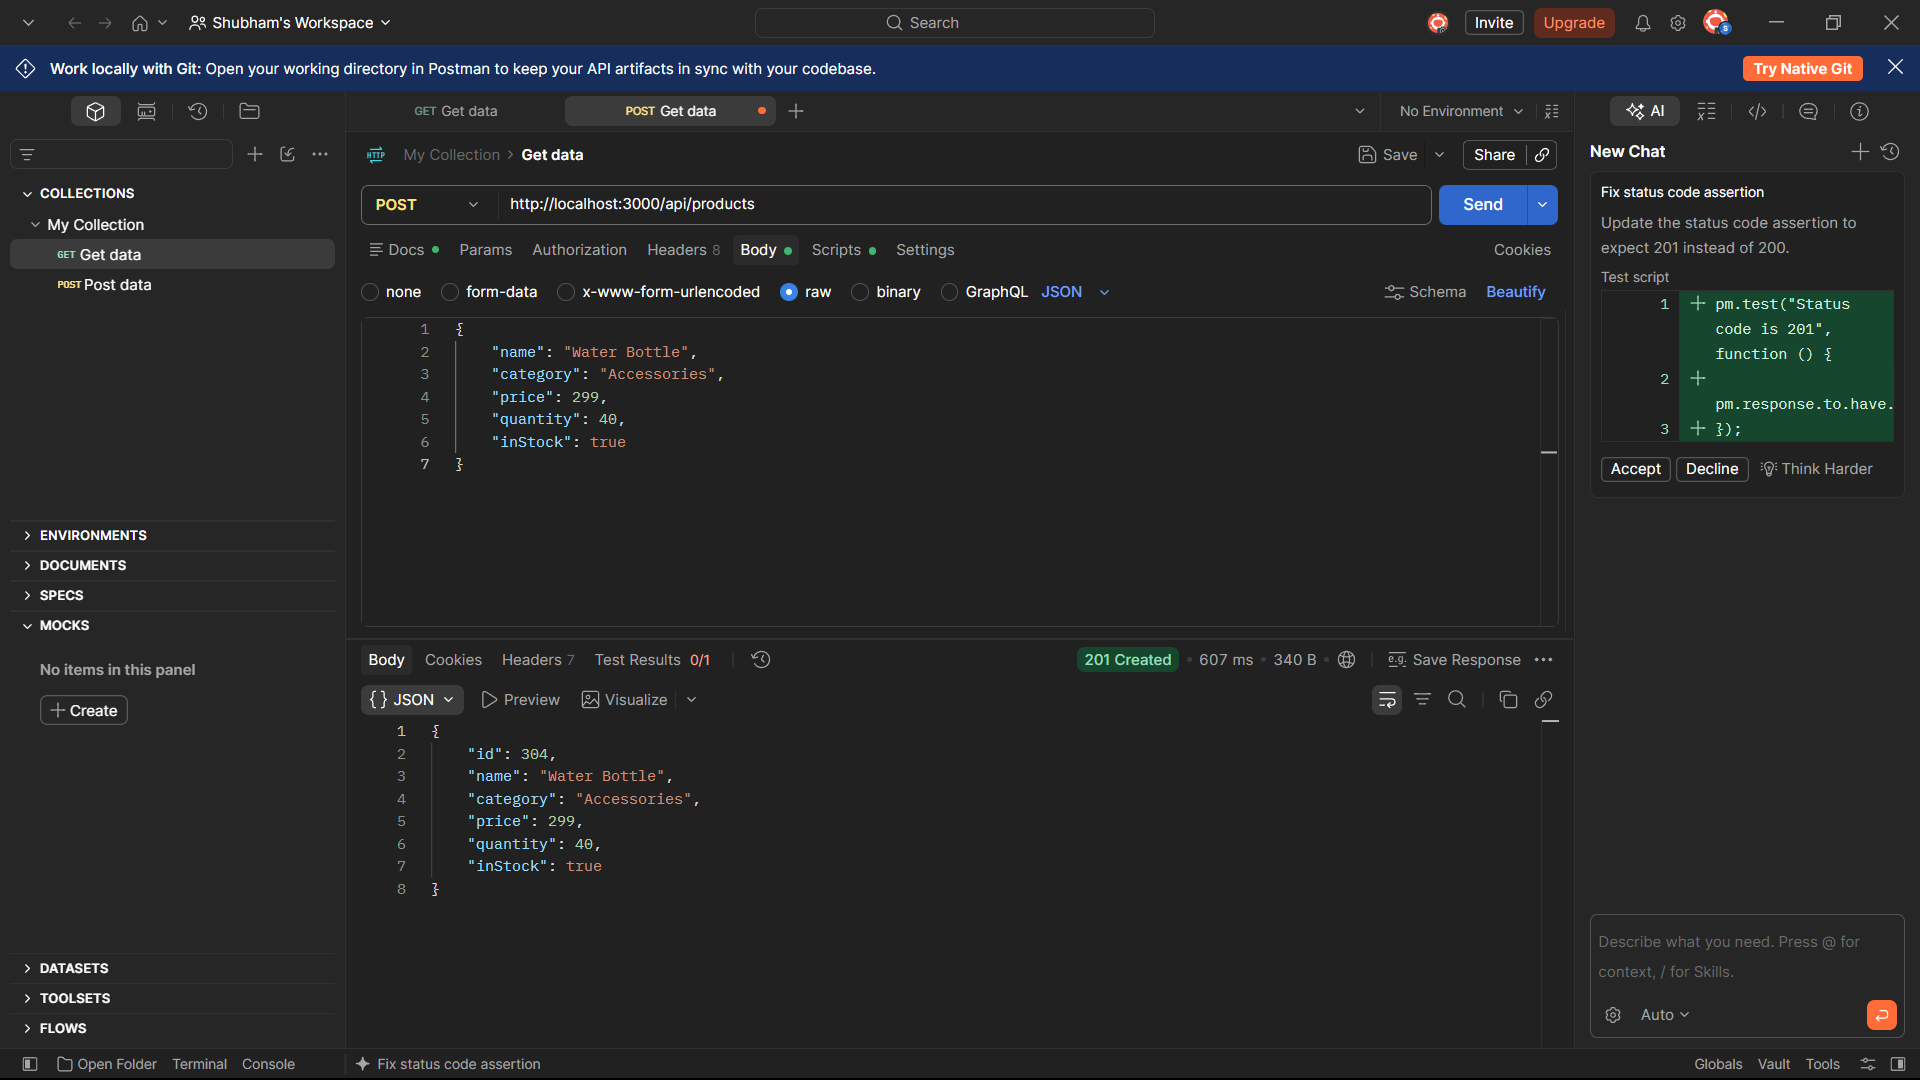 Shubham's Workspace
Search
Invite
Upgrade
Work locally with Git: Open your working directory in Postman to keep your API artifacts in sync with your codebase.
Try Native Git
GET Get data
POST Get data
No Environment
AI
My Collection > Get data
Save
Share
New Chat
COLLECTIONS
My Collection
GET Get data
POST Post data
ENVIRONMENTS
DOCUMENTS
SPECS
MOCKS
No items in this panel
+ Create
DATASETS
TOOLSETS
FLOWS
HTTP
POST
http://localhost:3000/api/products
Send
Docs
Params
Authorization
Headers 8
Body
Scripts
Settings
Cookies
none
form-data
x-www-form-urlencoded
raw
binary
GraphQL
JSON
Schema
Beautify
1 {
2 "name": "Water Bottle",
3 "category": "Accessories",
4 "price": 299,
5 "quantity": 40,
6 "inStock": true
7 }
Body
Cookies
Headers 7
Test Results 0/1
201 Created
607 ms
340 B
e.g. Save Response
{} JSON
Preview
Visualize
1 {
2 "id": 304,
3 "name": "Water Bottle",
4 "category": "Accessories",
5 "price": 299,
6 "quantity": 40,
7 "inStock": true
8 }
Fix status code assertion
Update the status code assertion to
expect 201 instead of 200.
Test script
1 + pm.test("Status
code is 201",
function () {
2 +
pm.response.to.have.
3 + });
Accept
Decline
Think Harder
Describe what you need. Press @ for
context, / for Skills.
Auto
Open Folder
Terminal
Console
Fix status code assertion
Globals
Vault
Tools